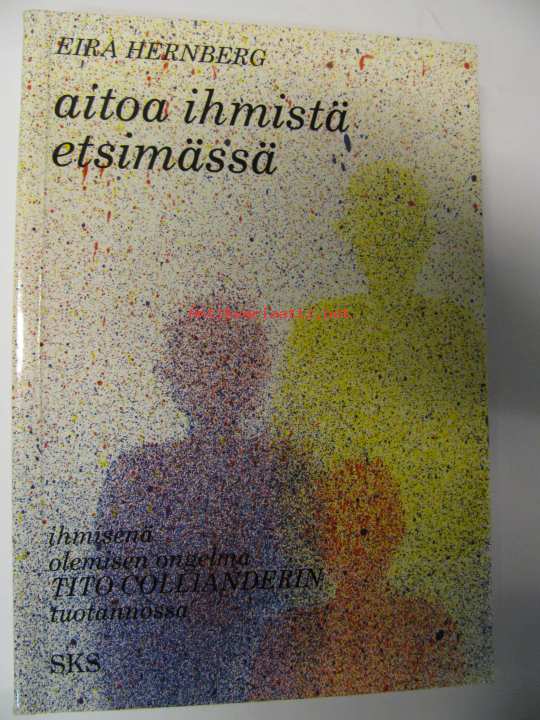 EIRA HERNBERG
aitoa ihmistä
etsimässä
ihmisenä
olemisen ongelma
TITO COLLIANDERIN
tuotannossa
SKS